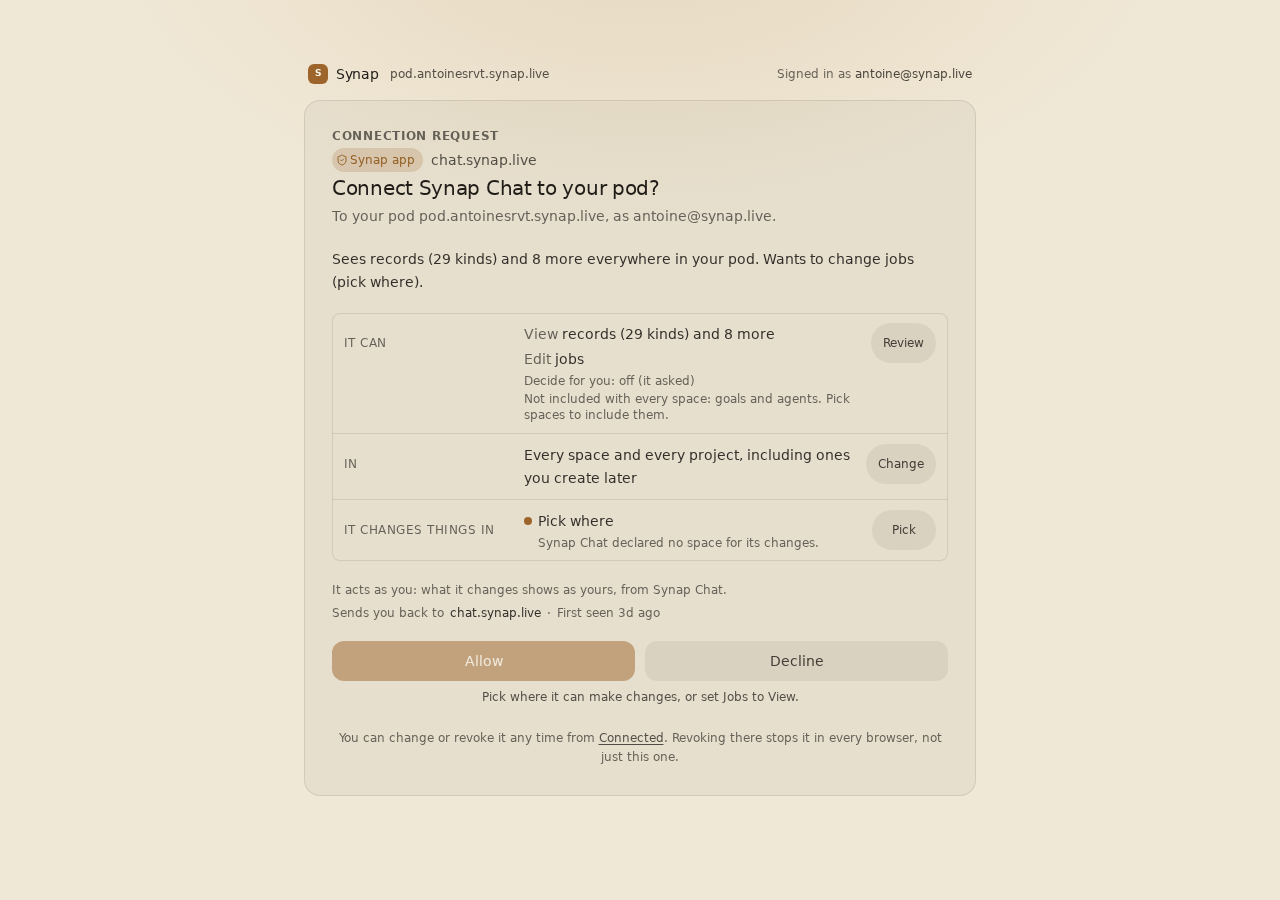 S Synap pod.antoinesrvt.synap.live
Signed in as antoine@synap.live
CONNECTION REQUEST
Synap app chat.synap.live
Connect Synap Chat to your pod?
To your pod pod.antoinesrvt.synap.live, as antoine@synap.live.
Sees records (29 kinds) and 8 more everywhere in your pod. Wants to change jobs
(pick where).
IT CAN
View records (29 kinds) and 8 more
Edit jobs
Decide for you: off (it asked)
Not included with every space: goals and agents. Pick
spaces to include them.
Review
IN
Every space and every project, including ones
you create later
Change
IT CHANGES THINGS IN
Pick where
Synap Chat declared no space for its changes.
Pick
It acts as you: what it changes shows as yours, from Synap Chat.
Sends you back to chat.synap.live · First seen 3d ago
Allow
Decline
Pick where it can make changes, or set Jobs to View.
You can change or revoke it any time from Connected. Revoking there stops it in every browser, not
just this one.